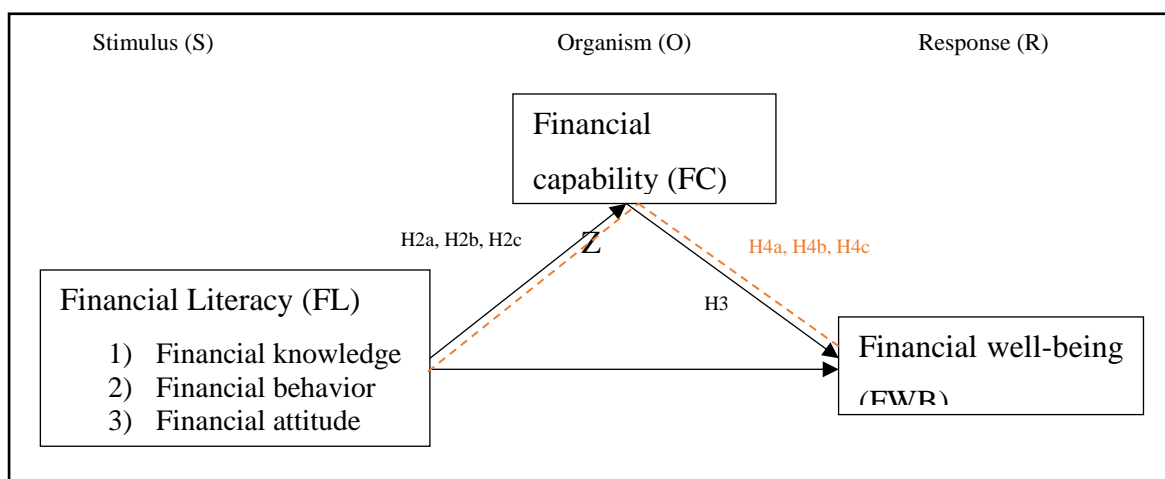 Stimulus (S)
Organism (O)
Response (R)
Financial
capability (FC)
H2a, H2b, H2c
Z
H4a, H4b, H4c
H3
Financial Literacy (FL)
1) Financial knowledge
2) Financial behavior
3) Financial attitude
Financial well-being
(FWB)